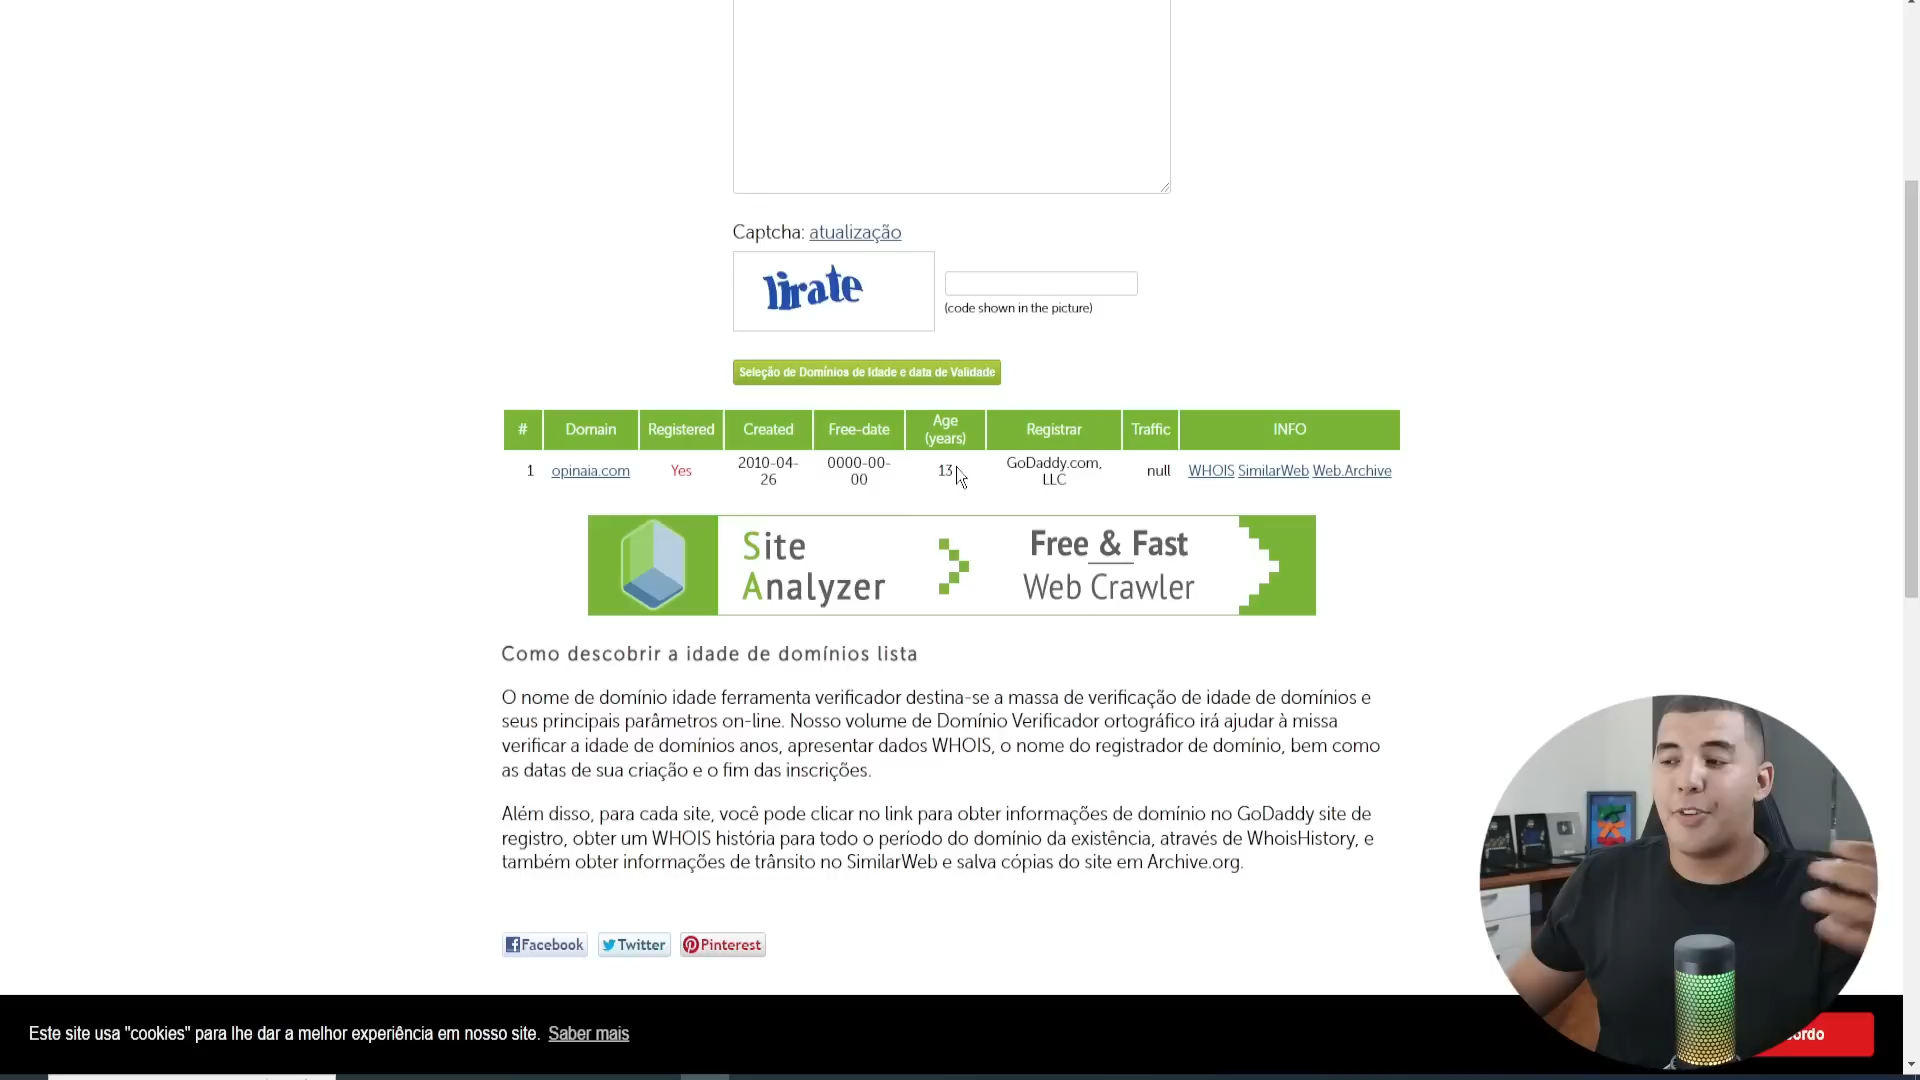 Captcha: atualização
lirate
(code shown in the picture)
Seleção de Domínios de Idade e data de Validade
# Domain Registered Created Free-date Age (years) Registrar Traffic INFO
1 opinaia.com Yes 2010-04-26 0000-00-00 13 GoDaddy.com, LLC null WHOIS SimilarWeb Web.Archive
Site Analyzer
Free & Fast
Web Crawler
Como descobrir a idade de domínios lista
O nome de domínio idade ferramenta verificador destina-se a massa de verificação de idade de domínios e
seus principais parâmetros on-line. Nosso volume de Domínio Verificador ortográfico irá ajudar à missa
verificar a idade de domínios anos, apresentar dados WHOIS, o nome do registrador de domínio, bem como
as datas de sua criação e o fim das inscrições.
Além disso, para cada site, você pode clicar no link para obter informações de domínio no GoDaddy site de
registro, obter um WHOIS história para todo o período do domínio da existência, através de WhoisHistory, e
também obter informações de trânsito no SimilarWeb e salva cópias do site em Archive.org.
Facebook Twitter Pinterest
Este site usa "cookies" para lhe dar a melhor experiência em nosso site. Saber mais
ordo